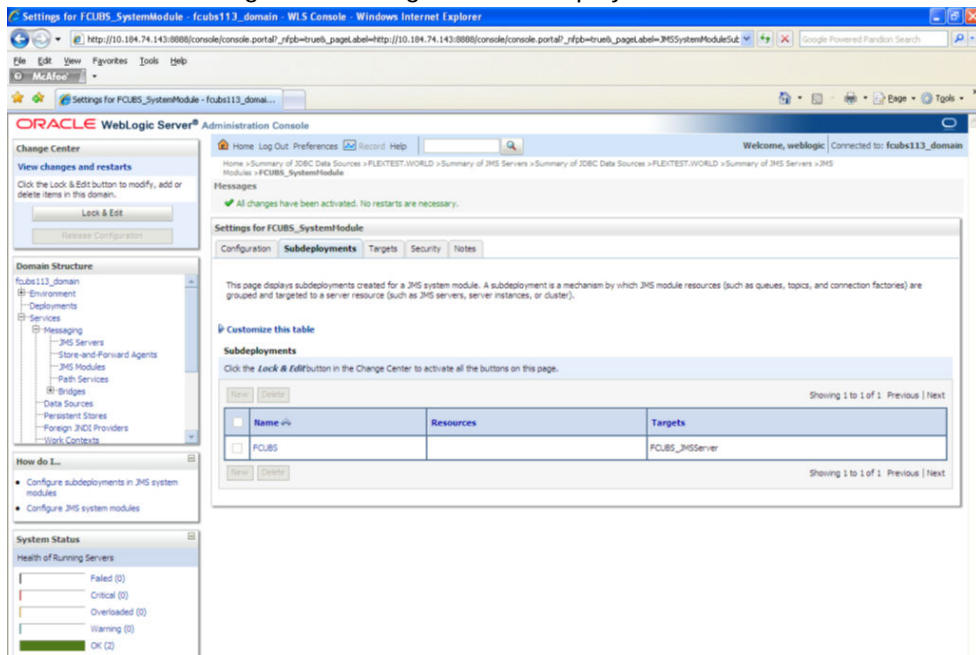 Settings for FCUBS_SystemModule - fcubs113_domain - WLS Console - Windows Internet Explorer
http://10.184.74.143:8888/console/console.portal?_nfpb=true&_pageLabel=http://10.184.74.143:8888/console/console.portal?_nfpb=true&_pageLabel=JMSSystemModuleSub
Google Powered Pandion Search
File Edit View Favorites Tools Help
McAfee
Settings for FCUBS_SystemModule - fcubs113_domai...
Page Tools
ORACLE WebLogic Server® Administration Console
Change Center
View changes and restarts
Click the Lock & Edit button to modify, add or
delete items in this domain.
Lock & Edit
Release Configuration
Domain Structure
fcubs113_domain
Environment
Deployments
Services
Messaging
JMS Servers
Store-and-Forward Agents
JMS Modules
Path Services
Bridges
Data Sources
Persistent Stores
Foreign JNDI Providers
Work Contexts
How do I...
Configure subdeployments in JMS system
modules
Configure JMS system modules
System Status
Health of Running Servers
Failed (0)
Critical (0)
Overloaded (0)
Warning (0)
OK (2)
Home Log Out Preferences Record Help
Welcome, weblogic Connected to: fcubs113_domain
Home >Summary of JDBC Data Sources >FLEXTEST.WORLD >Summary of JMS Servers >Summary of JDBC Data Sources >FLEXTEST.WORLD >Summary of JMS Servers >JMS
Modules >FCUBS_SystemModule
Messages
All changes have been activated. No restarts are necessary.
Settings for FCUBS_SystemModule
Configuration Subdeployments Targets Security Notes
This page displays subdeployments created for a JMS system module. A subdeployment is a mechanism by which JMS module resources (such as queues, topics, and connection factories) are
grouped and targeted to a server resource (such as JMS servers, server instances, or cluster).
Customize this table
Subdeployments
Click the Lock & Edit button in the Change Center to activate all the buttons on this page.
New Delete Showing 1 to 1 of 1 Previous | Next
Name Resources Targets
FCUBS FCUBS_JMSServer
New Delete Showing 1 to 1 of 1 Previous | Next